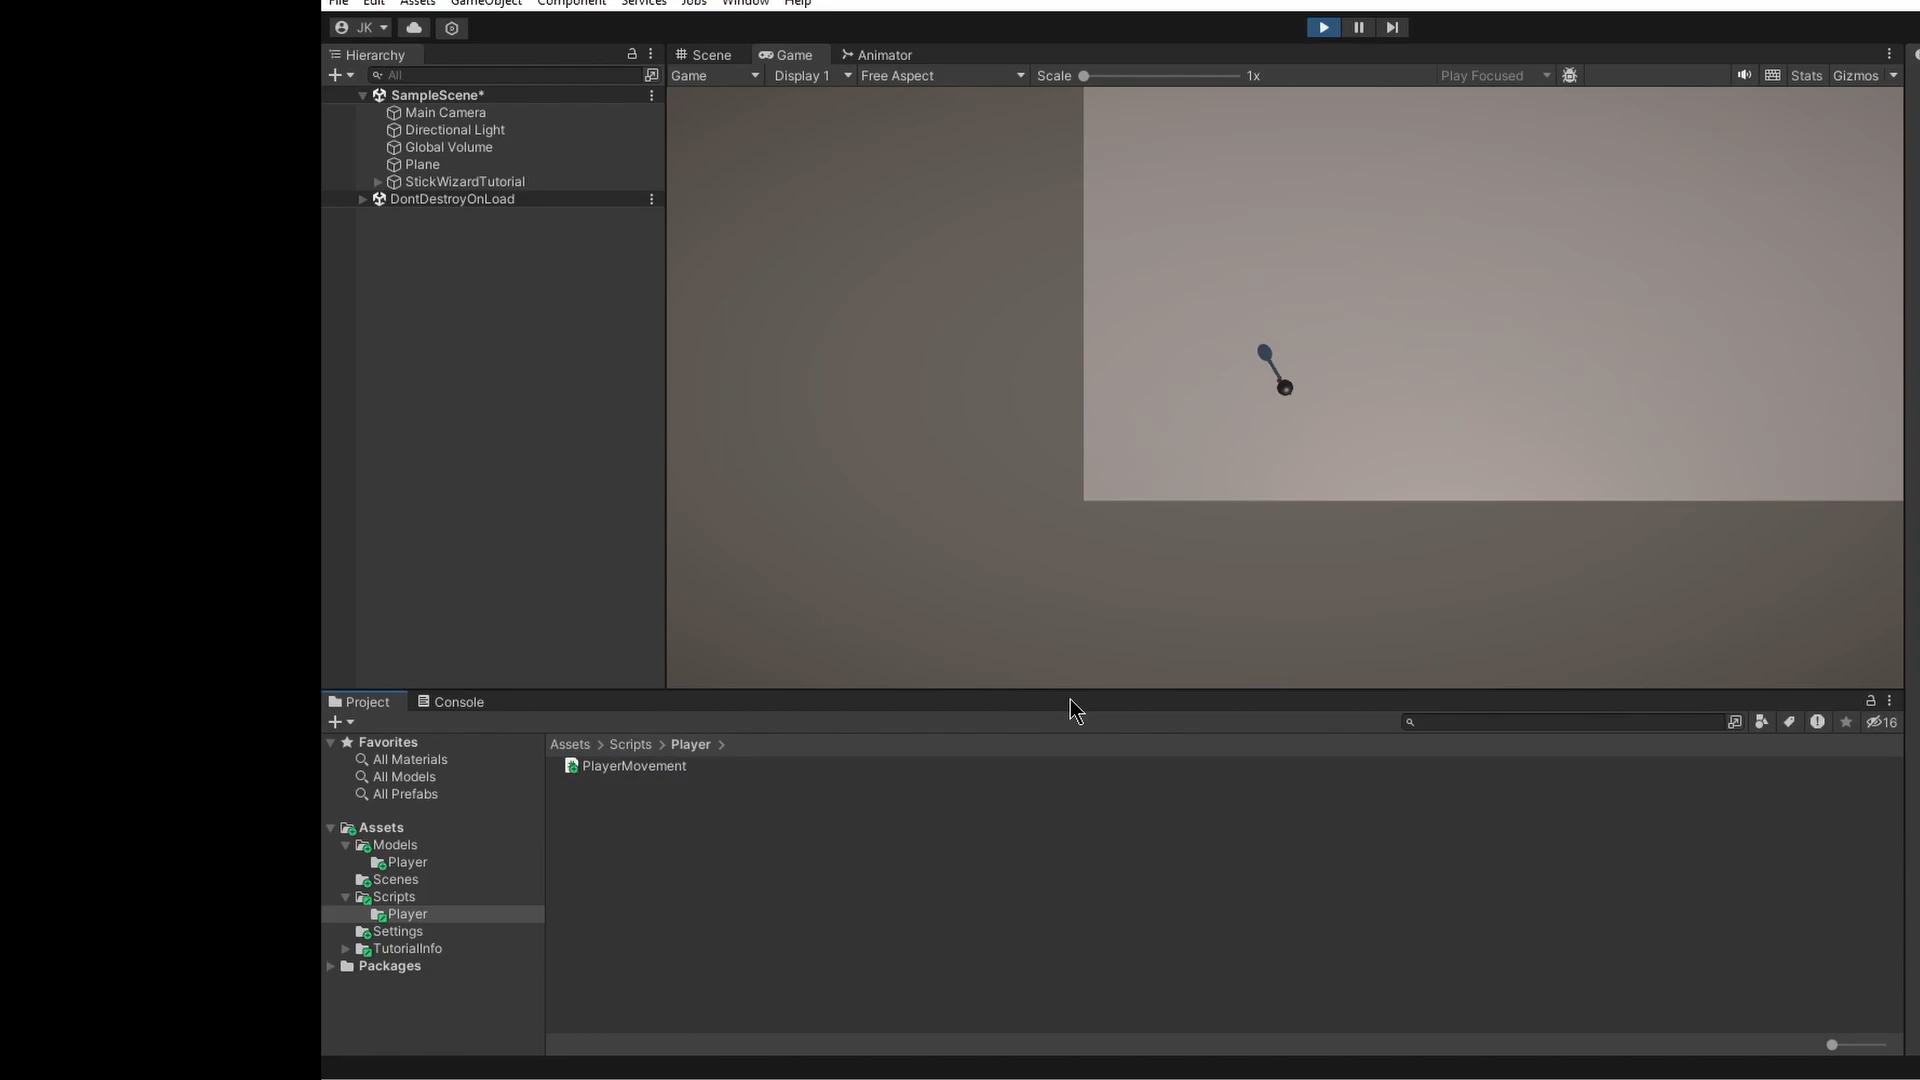 File Edit Assets GameObject Component Services Jobs Window Help
JK
Hierarchy
All
SampleScene*
Main Camera
Directional Light
Global Volume
Plane
StickWizardTutorial
DontDestroyOnLoad
Scene Game Animator
Game Display 1 Free Aspect Scale 1x Play Focused Stats Gizmos
Project Console
16
Favorites
All Materials
All Models
All Prefabs
Assets
Models
Player
Scenes
Scripts
Player
Settings
TutorialInfo
Packages
Assets > Scripts > Player >
PlayerMovement